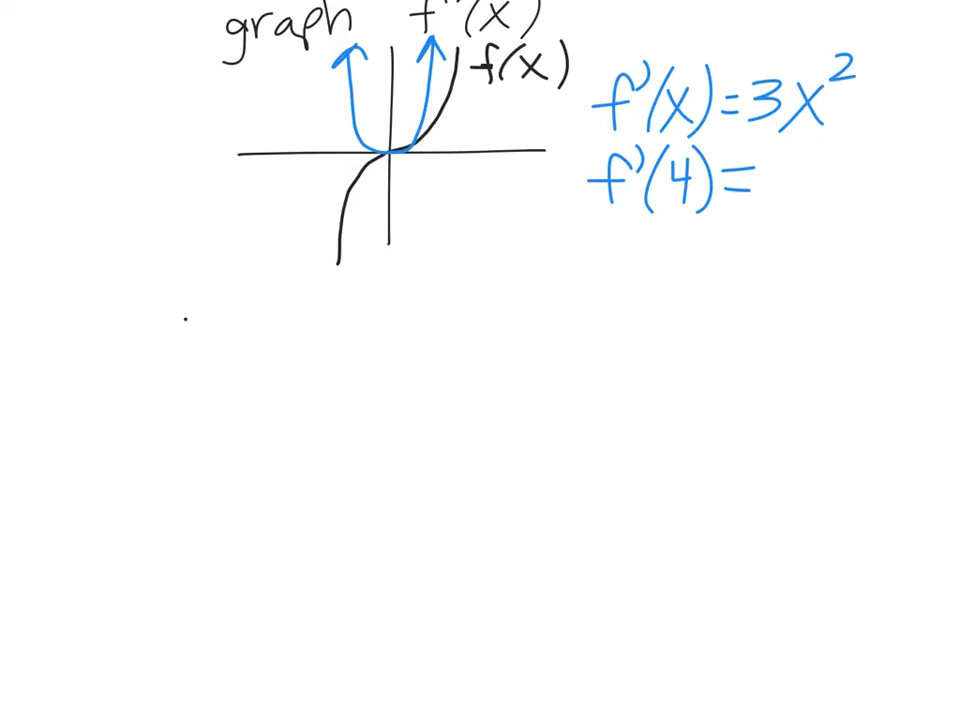 graph f'(x)
f(x)
f'(x) = 3x²
f'(4) =